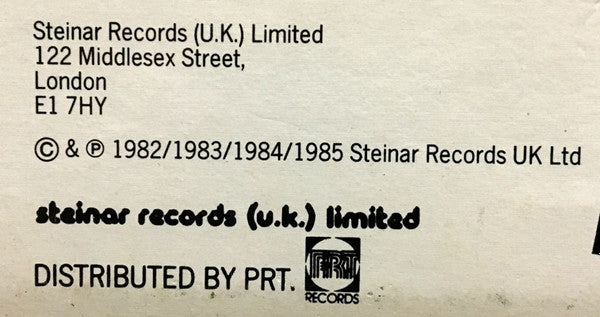 Steinar Records (U.K.) Limited
122 Middlesex Street,
London
E1 7HY
© & ℗ 1982/1983/1984/1985 Steinar Records UK Ltd
steinar records (u.k.) limited
DISTRIBUTED BY PRT.
PRT
RECORDS